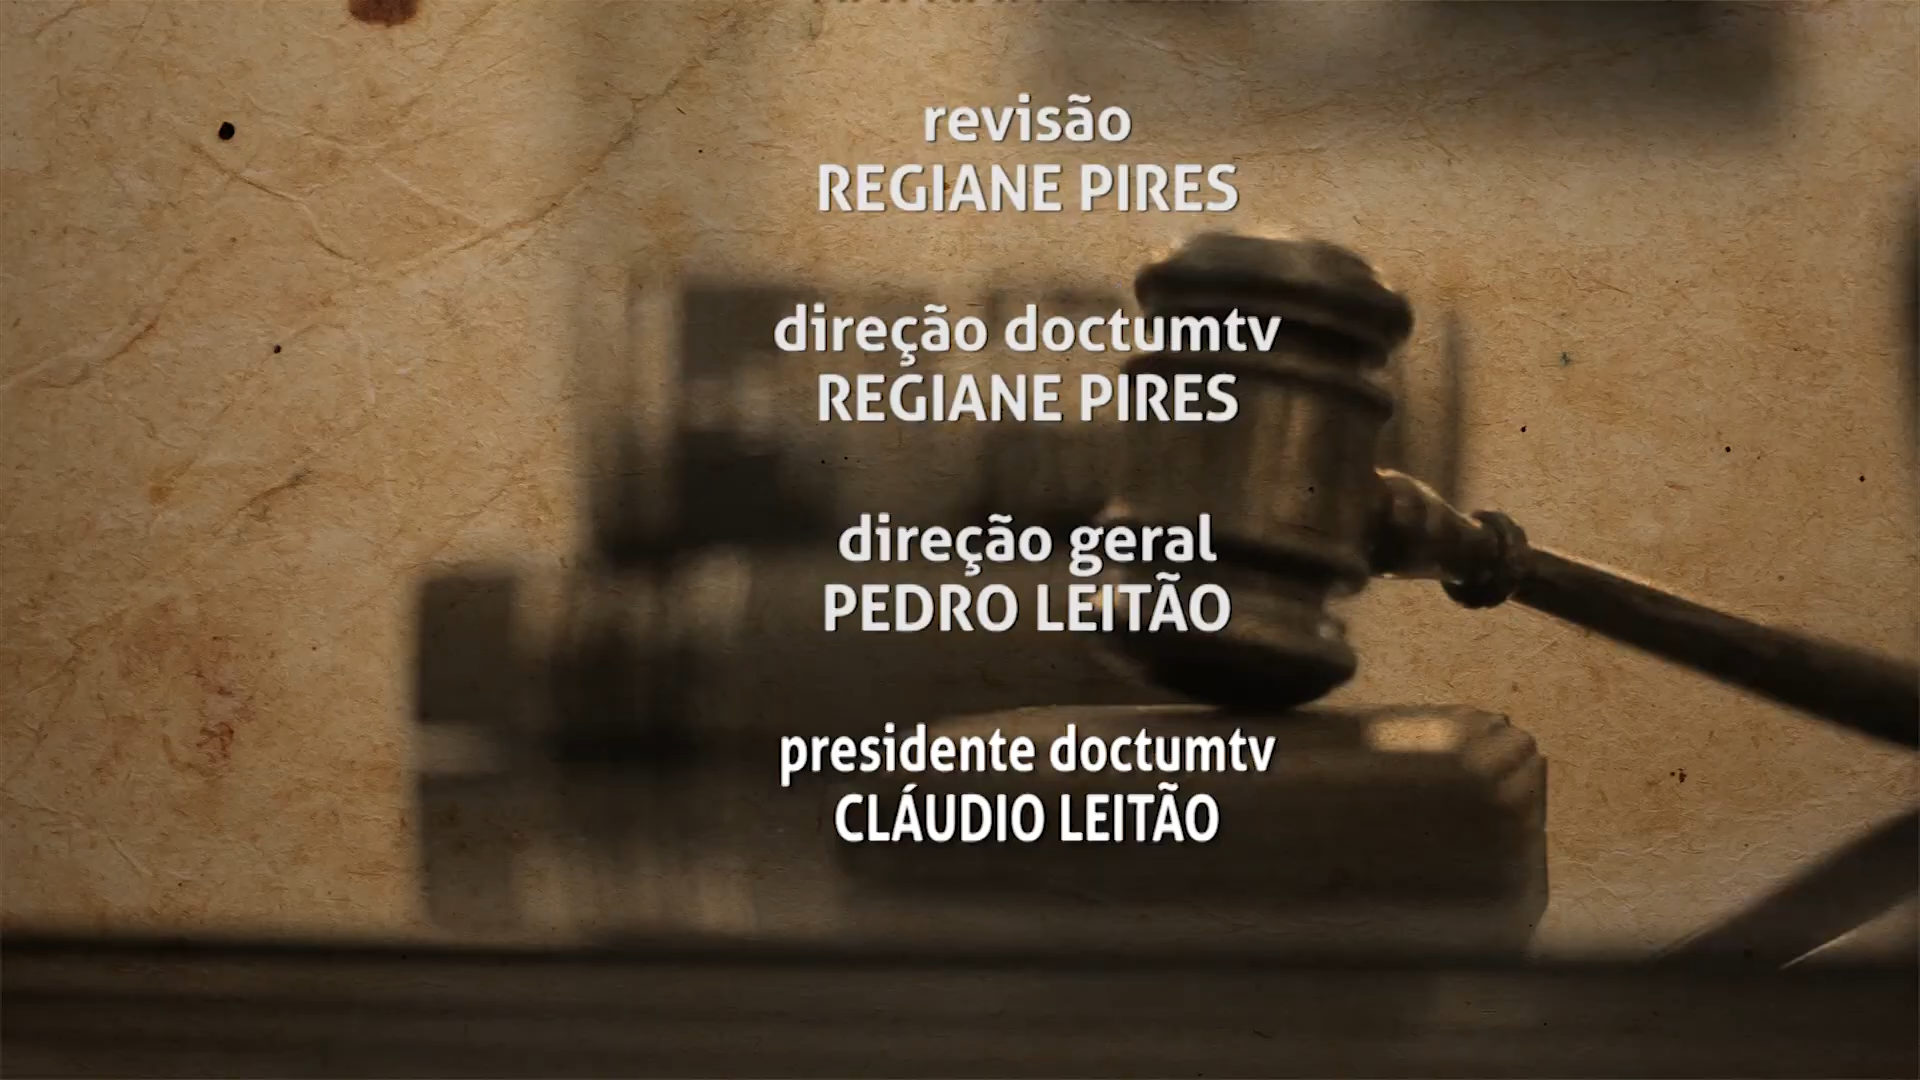 revisão
REGIANE PIRES
direção doctumtv
REGIANE PIRES
direção geral
PEDRO LEITÃO
presidente doctumtv
CLÁUDIO LEITÃO